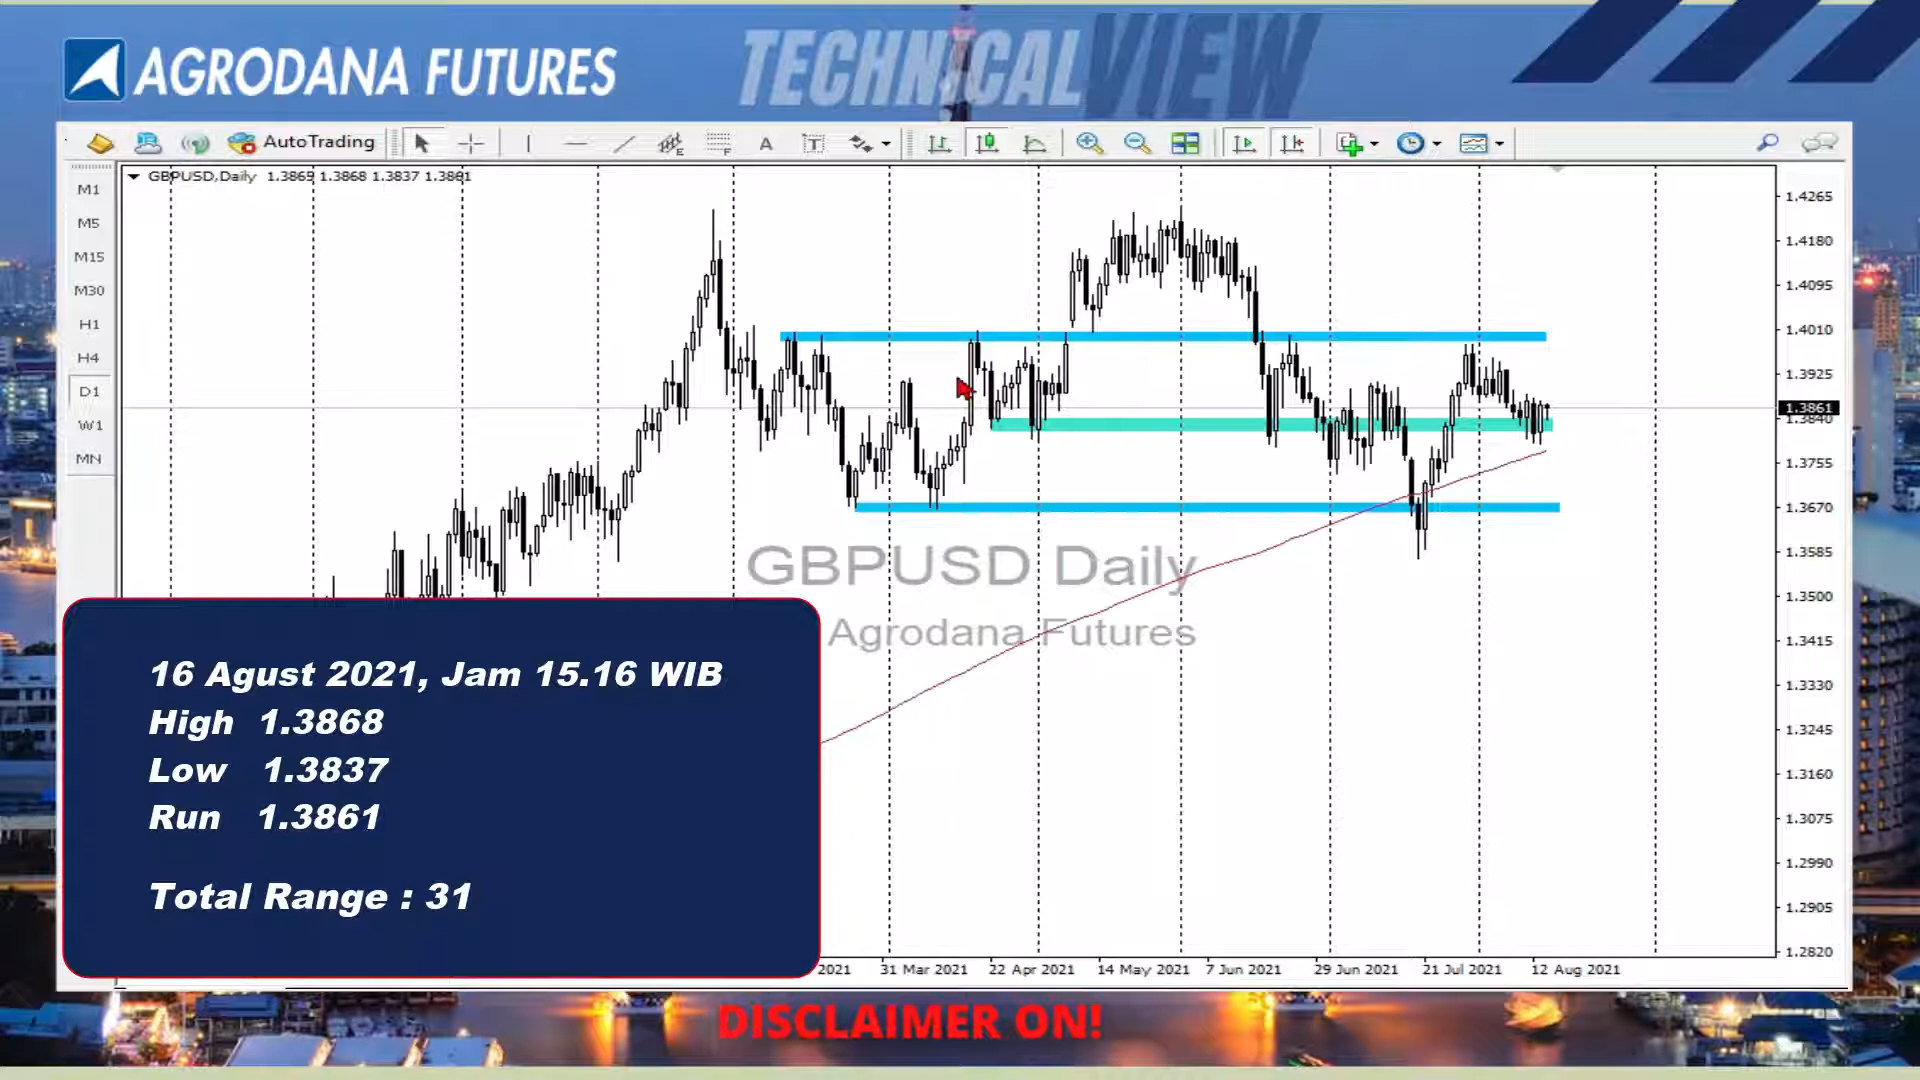 AGRODANA FUTURES
TECHNICAL VIEW
AutoTrading
M1
M5
M15
M30
H1
H4
D1
W1
MN
GBPUSD,Daily 1.3865 1.3868 1.3837 1.3861
1.4265
1.4180
1.4095
1.4010
1.3925
1.3861
1.3840
1.3755
1.3670
1.3585
1.3500
1.3415
1.3330
1.3245
1.3160
1.3075
1.2990
1.2905
1.2820
GBPUSD Daily
Agrodana Futures
16 Agust 2021, Jam 15.16 WIB
High 1.3868
Low 1.3837
Run 1.3861
Total Range : 31
2021 31 Mar 2021 22 Apr 2021 14 May 2021 7 Jun 2021 29 Jun 2021 21 Jul 2021 12 Aug 2021
DISCLAIMER ON!